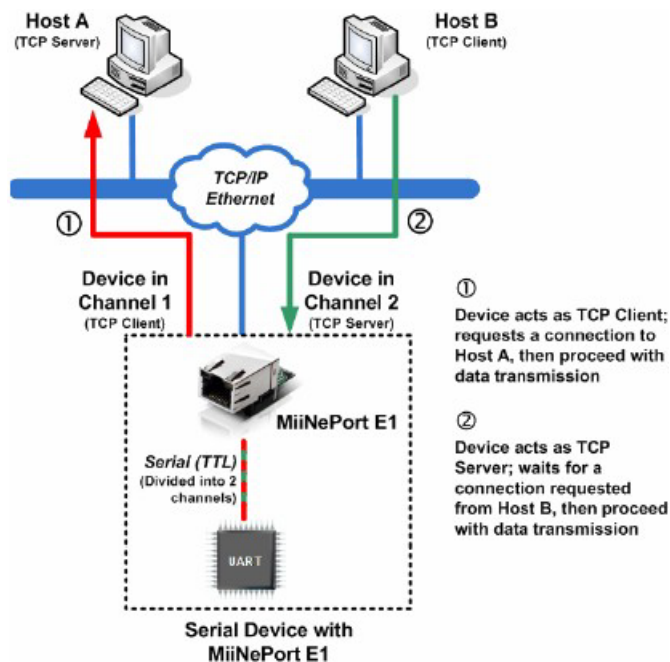 Host A
(TCP Server)
Host B
(TCP Client)
TCP/IP
Ethernet
①
②
Device in
Channel 1
(TCP Client)
Device in
Channel 2
(TCP Server)
MiiNePort E1
Serial (TTL)
(Divided into 2
channels)
UART
Serial Device with
MiiNePort E1
①
Device acts as TCP Client;
requests a connection to
Host A, then proceed with
data transmission
②
Device acts as TCP
Server; waits for a
connection requested
from Host B, then proceed
with data transmission